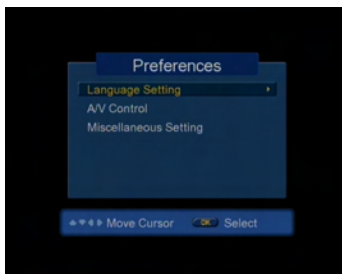 Preferences
Language Setting
A/V Control
Miscellaneous Setting
Move Cursor OK Select